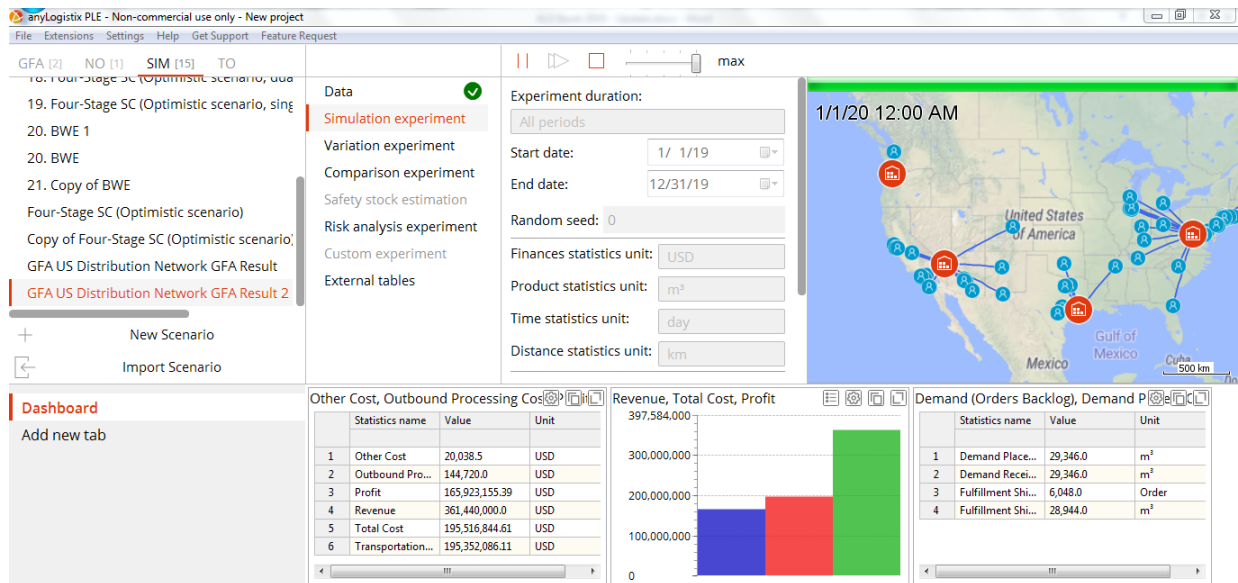 anyLogistix PLE - Non-commercial use only - New project
File Extensions Settings Help Get Support Feature Request
GFA [2] NO [1] SIM [15] TO
max
18. Four-Stage SC (Optimistic scenario, dua
19. Four-Stage SC (Optimistic scenario, sing
20. BWE 1
20. BWE
21. Copy of BWE
Four-Stage SC (Optimistic scenario)
Copy of Four-Stage SC (Optimistic scenario)
GFA US Distribution Network GFA Result
GFA US Distribution Network GFA Result 2
New Scenario
Import Scenario
Data
Simulation experiment
Variation experiment
Comparison experiment
Safety stock estimation
Risk analysis experiment
Custom experiment
External tables
Experiment duration:
All periods
Start date: 1/ 1/19
End date: 12/31/19
Random seed: 0
Finances statistics unit: USD
Product statistics unit: m³
Time statistics unit: day
Distance statistics unit: km
1/1/20 12:00 AM
United States
of America
Gulf of
Mexico
Mexico
Cuba
500 km
Dashboard
Add new tab
Other Cost, Outbound Processing Cos
Statistics name Value Unit
1 Other Cost 20,038.5 USD
2 Outbound Pro... 144,720.0 USD
3 Profit 165,923,155.39 USD
4 Revenue 361,440,000.0 USD
5 Total Cost 195,516,844.61 USD
6 Transportation... 195,352,086.11 USD
Revenue, Total Cost, Profit
397,584,000
300,000,000
200,000,000
100,000,000
0
Demand (Orders Backlog), Demand P
Statistics name Value Unit
1 Demand Place... 29,346.0 m³
2 Demand Recei... 29,346.0 m³
3 Fulfillment Shi... 6,048.0 Order
4 Fulfillment Shi... 28,944.0 m³